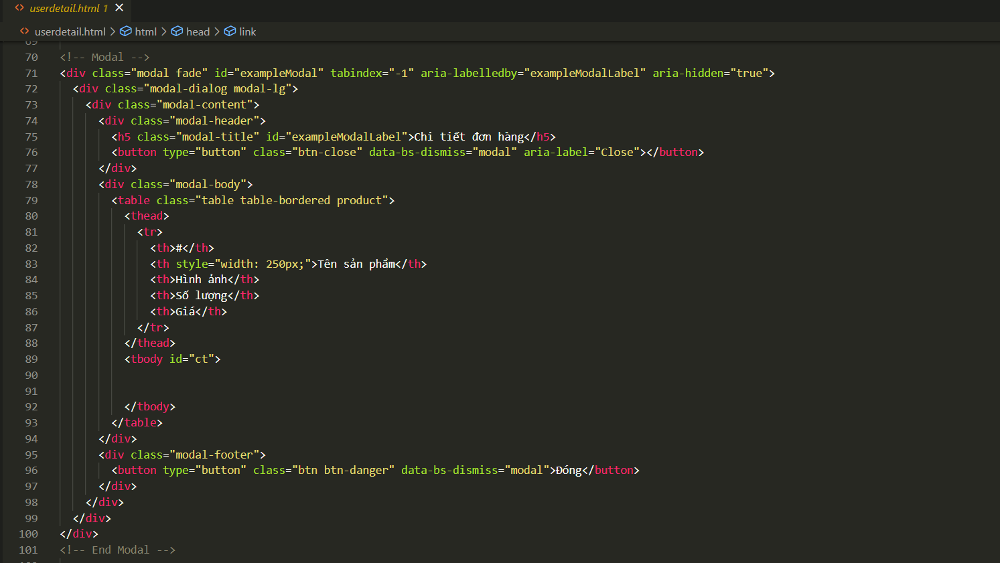 userdetail.html 1
userdetail.html html head link
69
70 <!-- Modal -->
71 <div class="modal fade" id="exampleModal" tabindex="-1" aria-labelledby="exampleModalLabel" aria-hidden="true">
72 <div class="modal-dialog modal-lg">
73 <div class="modal-content">
74 <div class="modal-header">
75 <h5 class="modal-title" id="exampleModalLabel">Chi tiết đơn hàng</h5>
76 <button type="button" class="btn-close" data-bs-dismiss="modal" aria-label="Close"></button>
77 </div>
78 <div class="modal-body">
79 <table class="table table-bordered product">
80 <thead>
81 <tr>
82 <th>#</th>
83 <th style="width: 250px;">Tên sản phẩm</th>
84 <th>Hình ảnh</th>
85 <th>Số lượng</th>
86 <th>Giá</th>
87 </tr>
88 </thead>
89 <tbody id="ct">
90
91
92 </tbody>
93 </table>
94 </div>
95 <div class="modal-footer">
96 <button type="button" class="btn btn-danger" data-bs-dismiss="modal">Đóng</button>
97 </div>
98 </div>
99 </div>
100 </div>
101 <!-- End Modal -->